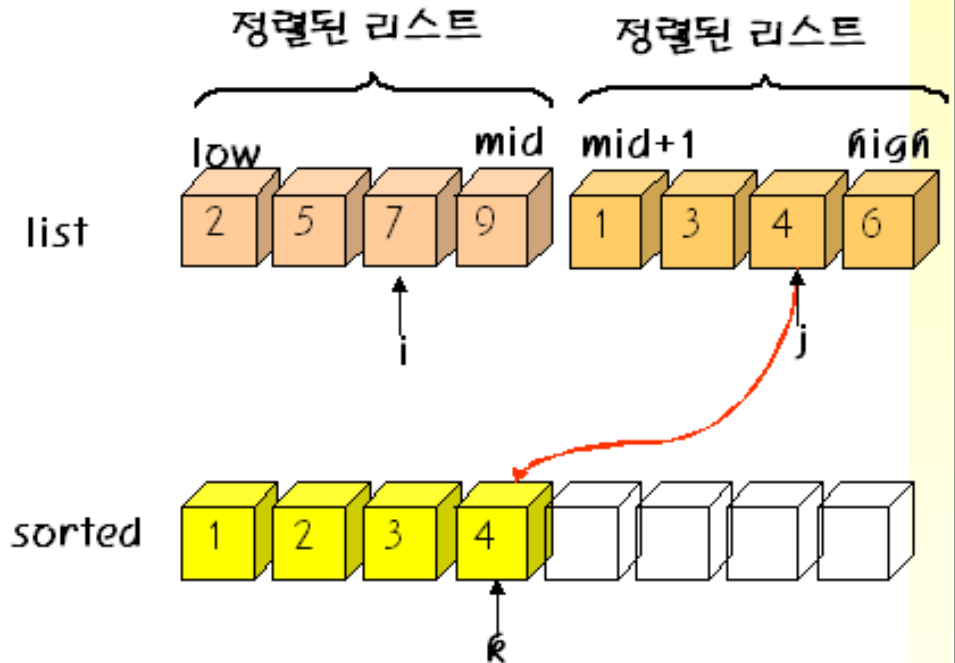 정렬된 리스트 정렬된 리스트
low mid mid+1 high
list 2 5 7 9 1 3 4 6
i j
sorted 1 2 3 4
k